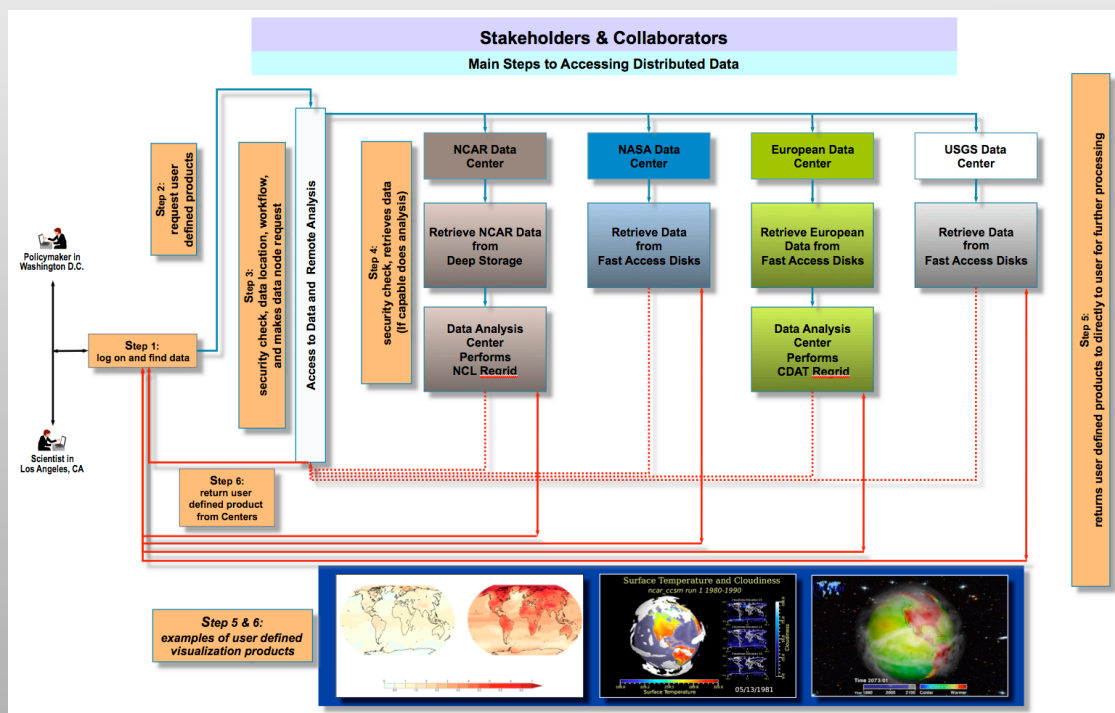 Stakeholders & Collaborators
Main Steps to Accessing Distributed Data
Step 2:
request user
defined products
Policymaker in
Washington D.C.
Step 1:
log on and find data
Scientist in
Los Angeles, CA
Step 3:
security check, data location, workflow,
and makes data node request
Access to Data and Remote Analysis
Step 4:
security check, retrieves data
(If capable does analysis)
NCAR Data
Center
NASA Data
Center
European Data
Center
USGS Data
Center
Retrieve NCAR Data
from
Deep Storage
Retrieve Data
from
Fast Access Disks
Retrieve European
Data from
Fast Access Disks
Retrieve Data
from
Fast Access Disks
Data Analysis
Center
Performs
NCL Regrid
Data Analysis
Center
Performs
CDAT Regrid
Step 5:
returns user defined products to directly to user for further processing
Step 6:
return user
defined product
from Centers
Step 5 & 6:
examples of user defined
visualization products
Surface Temperature and Cloudiness
ncar_ccsm run 1 1980-1990
Cloudiness
Surface Temperature
05/13/1981
Time 2073/01
Colder
Warmer